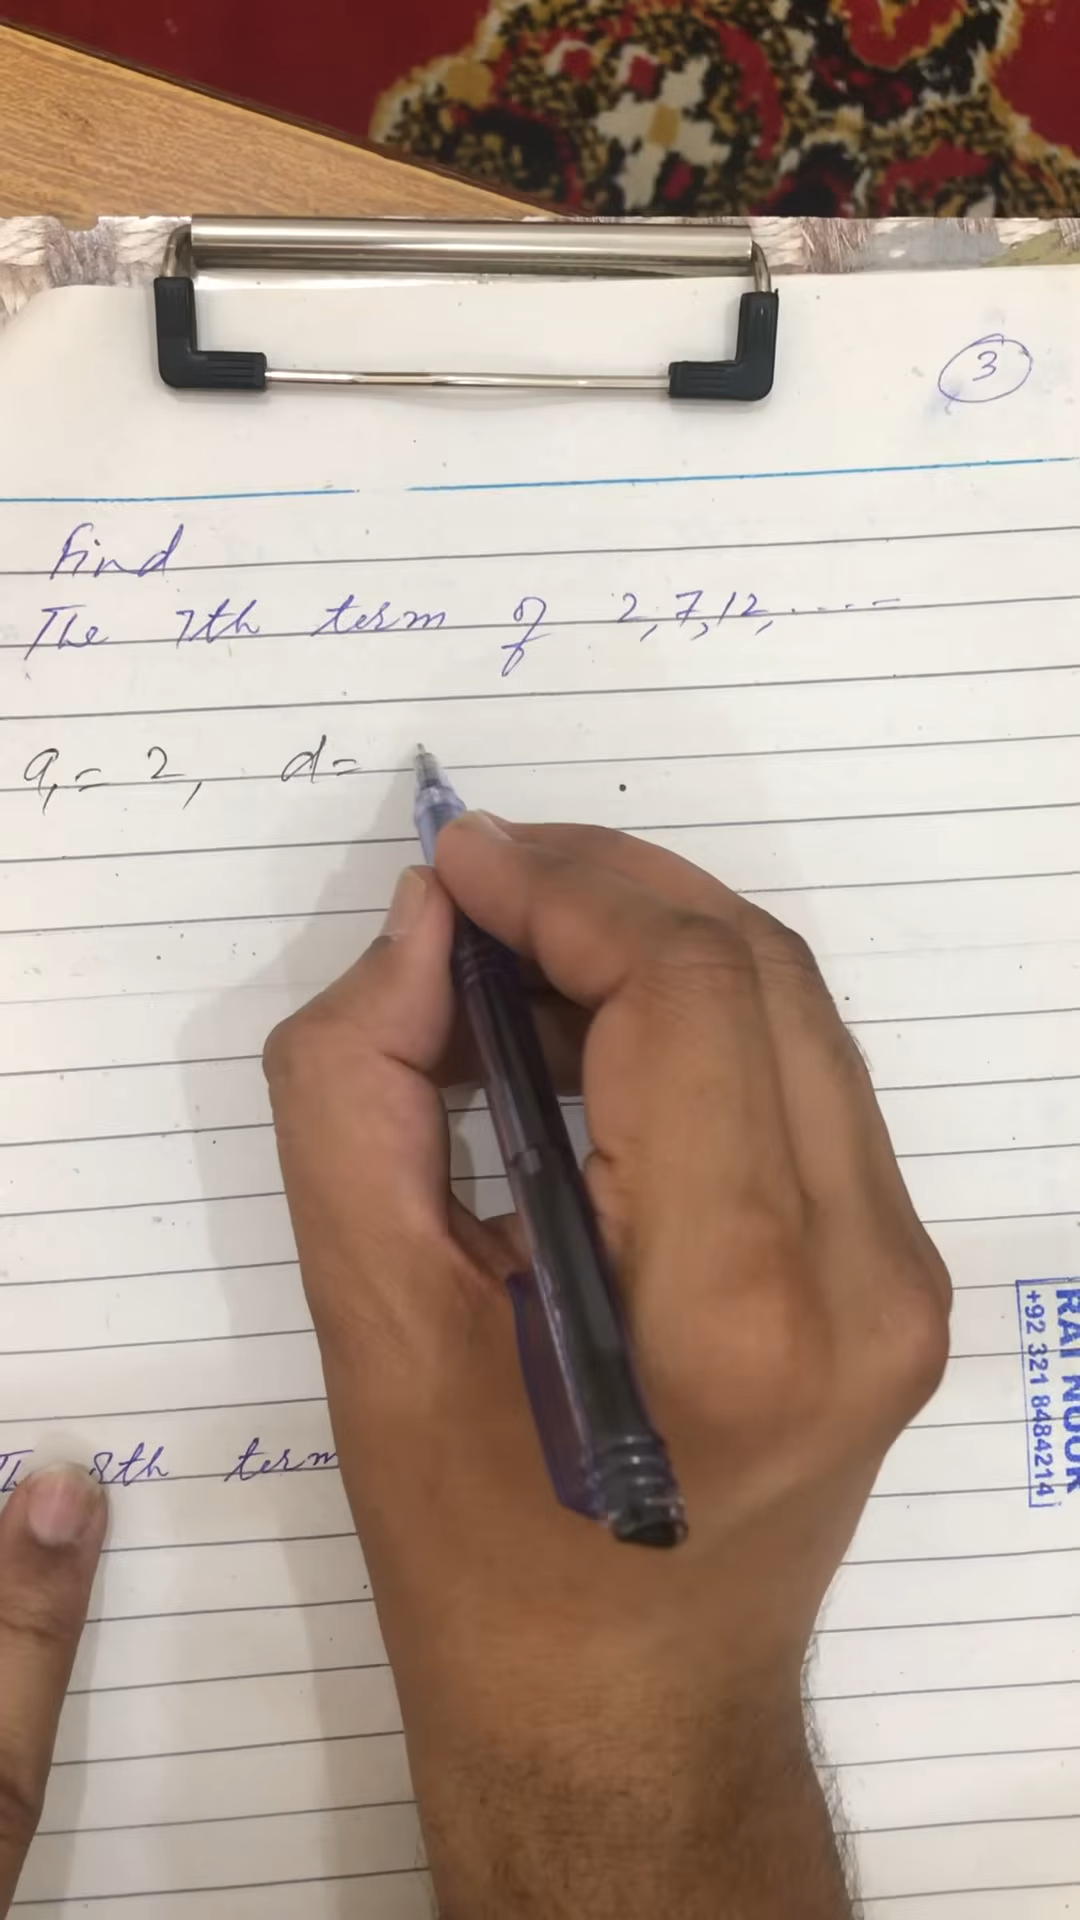 3
Find
The 7th term of 2,7,12,.....
a₁ = 2, d=
8th term
RAI NOOR
+92 321 8484214